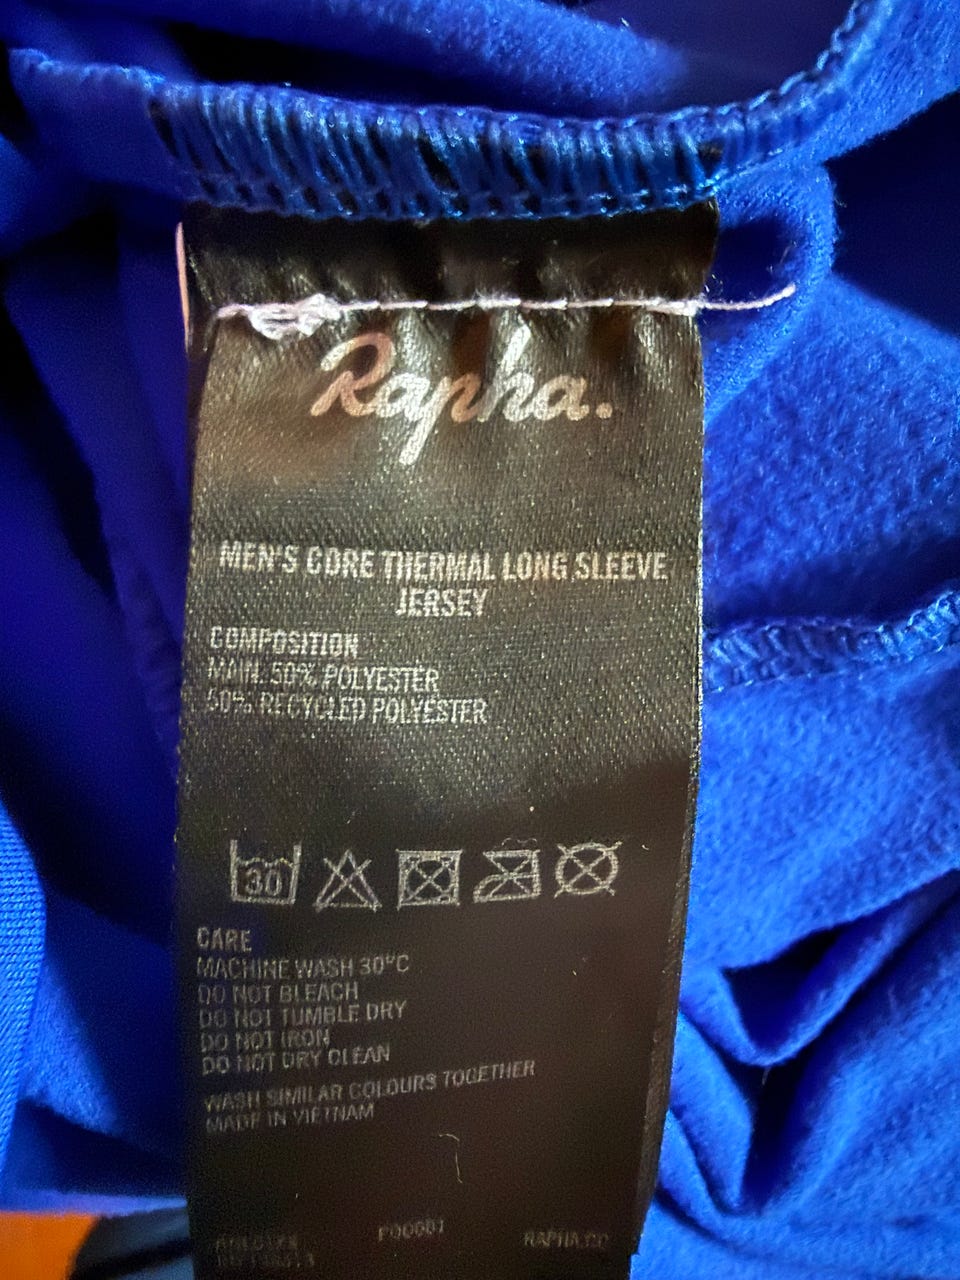 Rapha.
MEN'S CORE THERMAL LONG SLEEVE
JERSEY
COMPOSITION
MAIN: 50% POLYESTER
50% RECYCLED POLYESTER
30
CARE
MACHINE WASH 30°C
DO NOT BLEACH
DO NOT TUMBLE DRY
DO NOT IRON
DO NOT DRY CLEAN
WASH SIMILAR COLOURS TOGETHER
MADE IN VIETNAM
RAPHA.CC